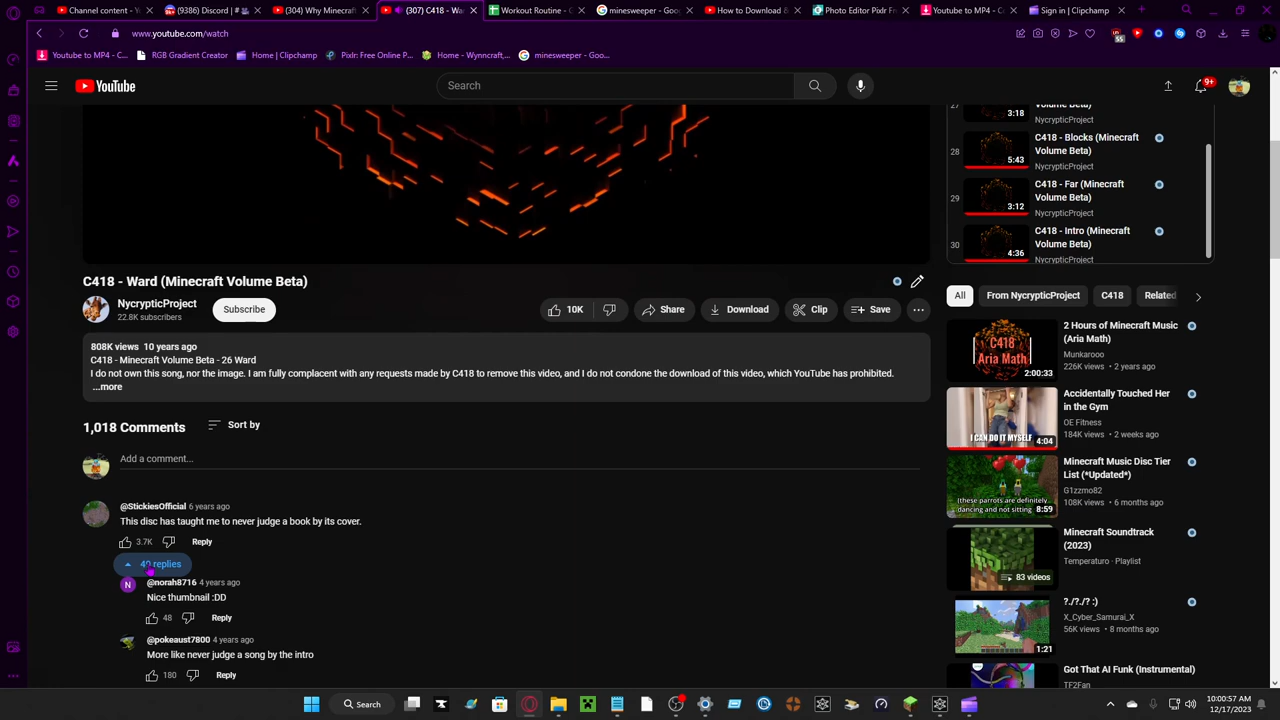 Channel content - Y
(9386) Discord | #
(304) Why Minecraft
(307) C418 - Wa
Workout Routine - G
minesweeper - Goog
How to Download &
Photo Editor Pixlr Fr
Youtube to MP4 - C
Sign in | Clipchamp
www.youtube.com/watch
55
Youtube to MP4 - C...
RGB Gradient Creator
Home | Clipchamp
Pixlr: Free Online P...
Home - Wynncraft,...
minesweeper - Goo...
YouTube
Search
9+
27
Volume Beta)
3:18
NycrypticProject
28
C418 - Blocks (Minecraft
Volume Beta)
5:43
NycrypticProject
29
C418 - Far (Minecraft
Volume Beta)
3:12
NycrypticProject
30
C418 - Intro (Minecraft
Volume Beta)
4:36
NycrypticProject
C418 - Ward (Minecraft Volume Beta)
NycrypticProject
22.8K subscribers
Subscribe
10K
Share
Download
Clip
Save
All
From NycrypticProject
C418
Related
808K views 10 years ago
C418 - Minecraft Volume Beta - 26 Ward
I do not own this song, nor the image. I am fully complacent with any requests made by C418 to remove this video, and I do not condone the download of this video, which YouTube has prohibited.
...more
1,018 Comments
Sort by
Add a comment...
@StickiesOfficial 6 years ago
This disc has taught me to never judge a book by its cover.
3.7K
Reply
40 replies
@norah8716 4 years ago
N
Nice thumbnail :DD
48
Reply
@pokeaust7800 4 years ago
More like never judge a song by the intro
180
Reply
C418
Aria Math
2:00:33
2 Hours of Minecraft Music
(Aria Math)
Munkarooo
226K views • 2 years ago
I CAN DO IT MYSELF
4:04
Accidentally Touched Her
in the Gym
OE Fitness
184K views • 2 weeks ago
(these parrots are definitely
dancing and not sitting
8:59
Minecraft Music Disc Tier
List (*Updated*)
G1zzmo82
108K views • 6 months ago
83 videos
Minecraft Soundtrack
(2023)
Temperaturo · Playlist
1:21
?./?./? :)
X_Cyber_Samurai_X
56K views • 8 months ago
Got That AI Funk (Instrumental)
TF2Fan
Search
10:00:57 AM
12/17/2023